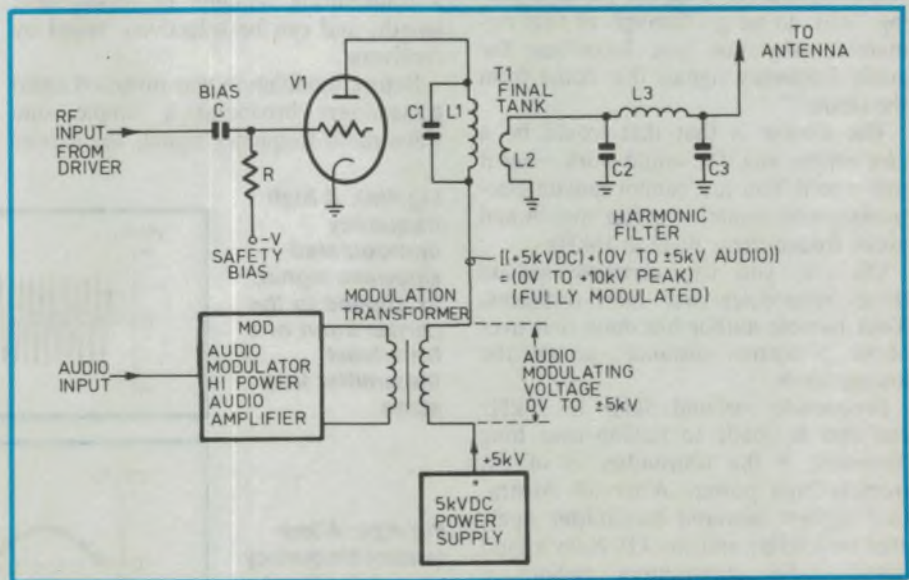 TO
ANTENNA
BIAS
C
V1
RF
INPUT
FROM
DRIVER
T1
FINAL
TANK
L3
C1
L1
L2
C2
C3
R
-V
SAFETY
BIAS
HARMONIC
FILTER
[(+5kVDC)+(0V TO ±5kV AUDIO)]
=(0V TO +10kV PEAK)
(FULLY MODULATED)
MODULATION
TRANSFORMER
MOD
AUDIO
MODULATOR
HI POWER
AUDIO
AMPLIFIER
AUDIO
INPUT
AUDIO
MODULATING
VOLTAGE
0V TO ±5kV
+5kV
5kVDC
POWER
SUPPLY